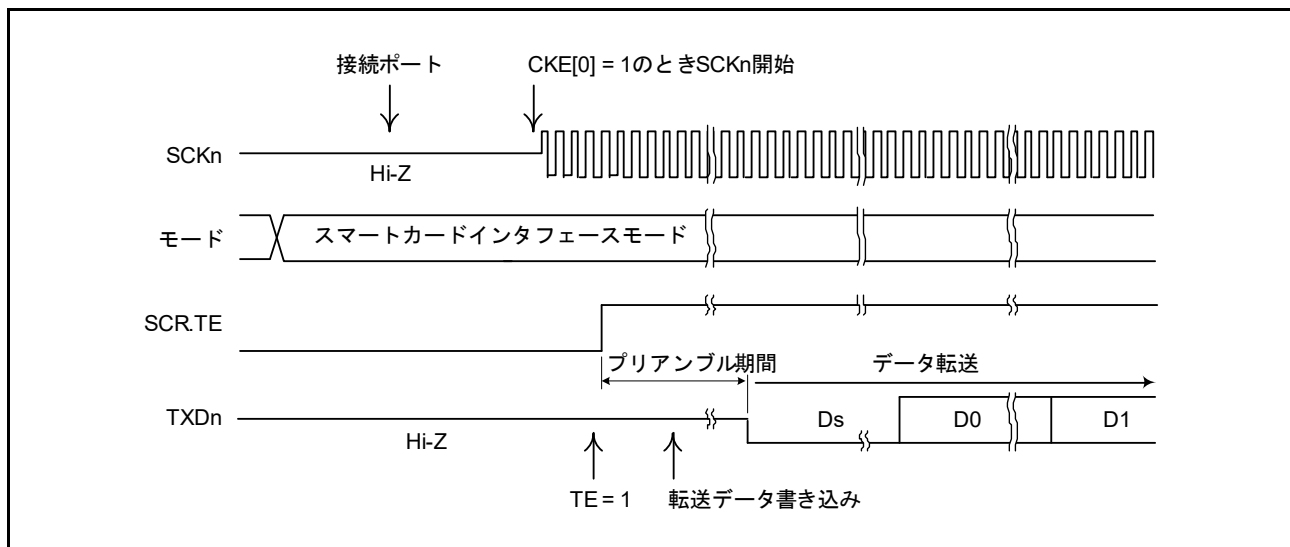 接続ポート
CKE[0] = 1のときSCKn開始
SCKn
Hi-Z
モード
スマートカードインタフェースモード
SCR.TE
プリアンブル期間
データ転送
TXDn
Ds
D0
D1
Hi-Z
TE = 1
転送データ書き込み